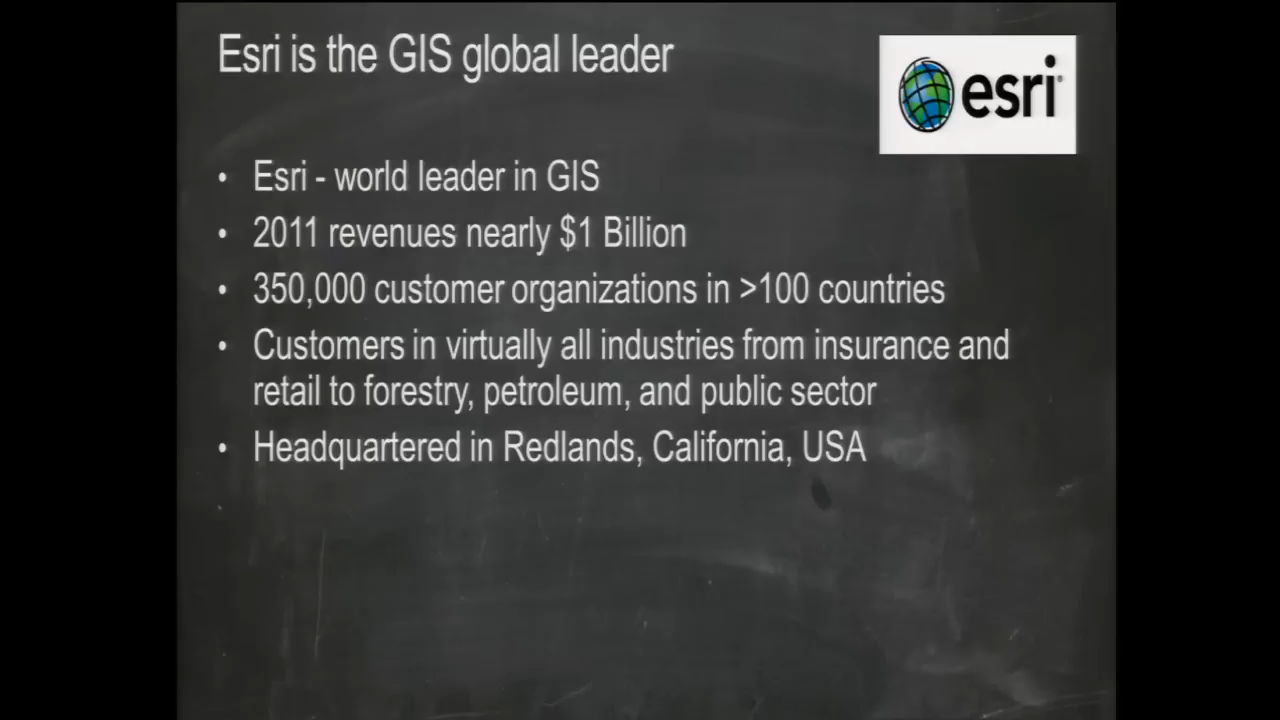 Esri is the GIS global leader
esri
• Esri - world leader in GIS
• 2011 revenues nearly $1 Billion
• 350,000 customer organizations in >100 countries
• Customers in virtually all industries from insurance and
retail to forestry, petroleum, and public sector
• Headquartered in Redlands, California, USA